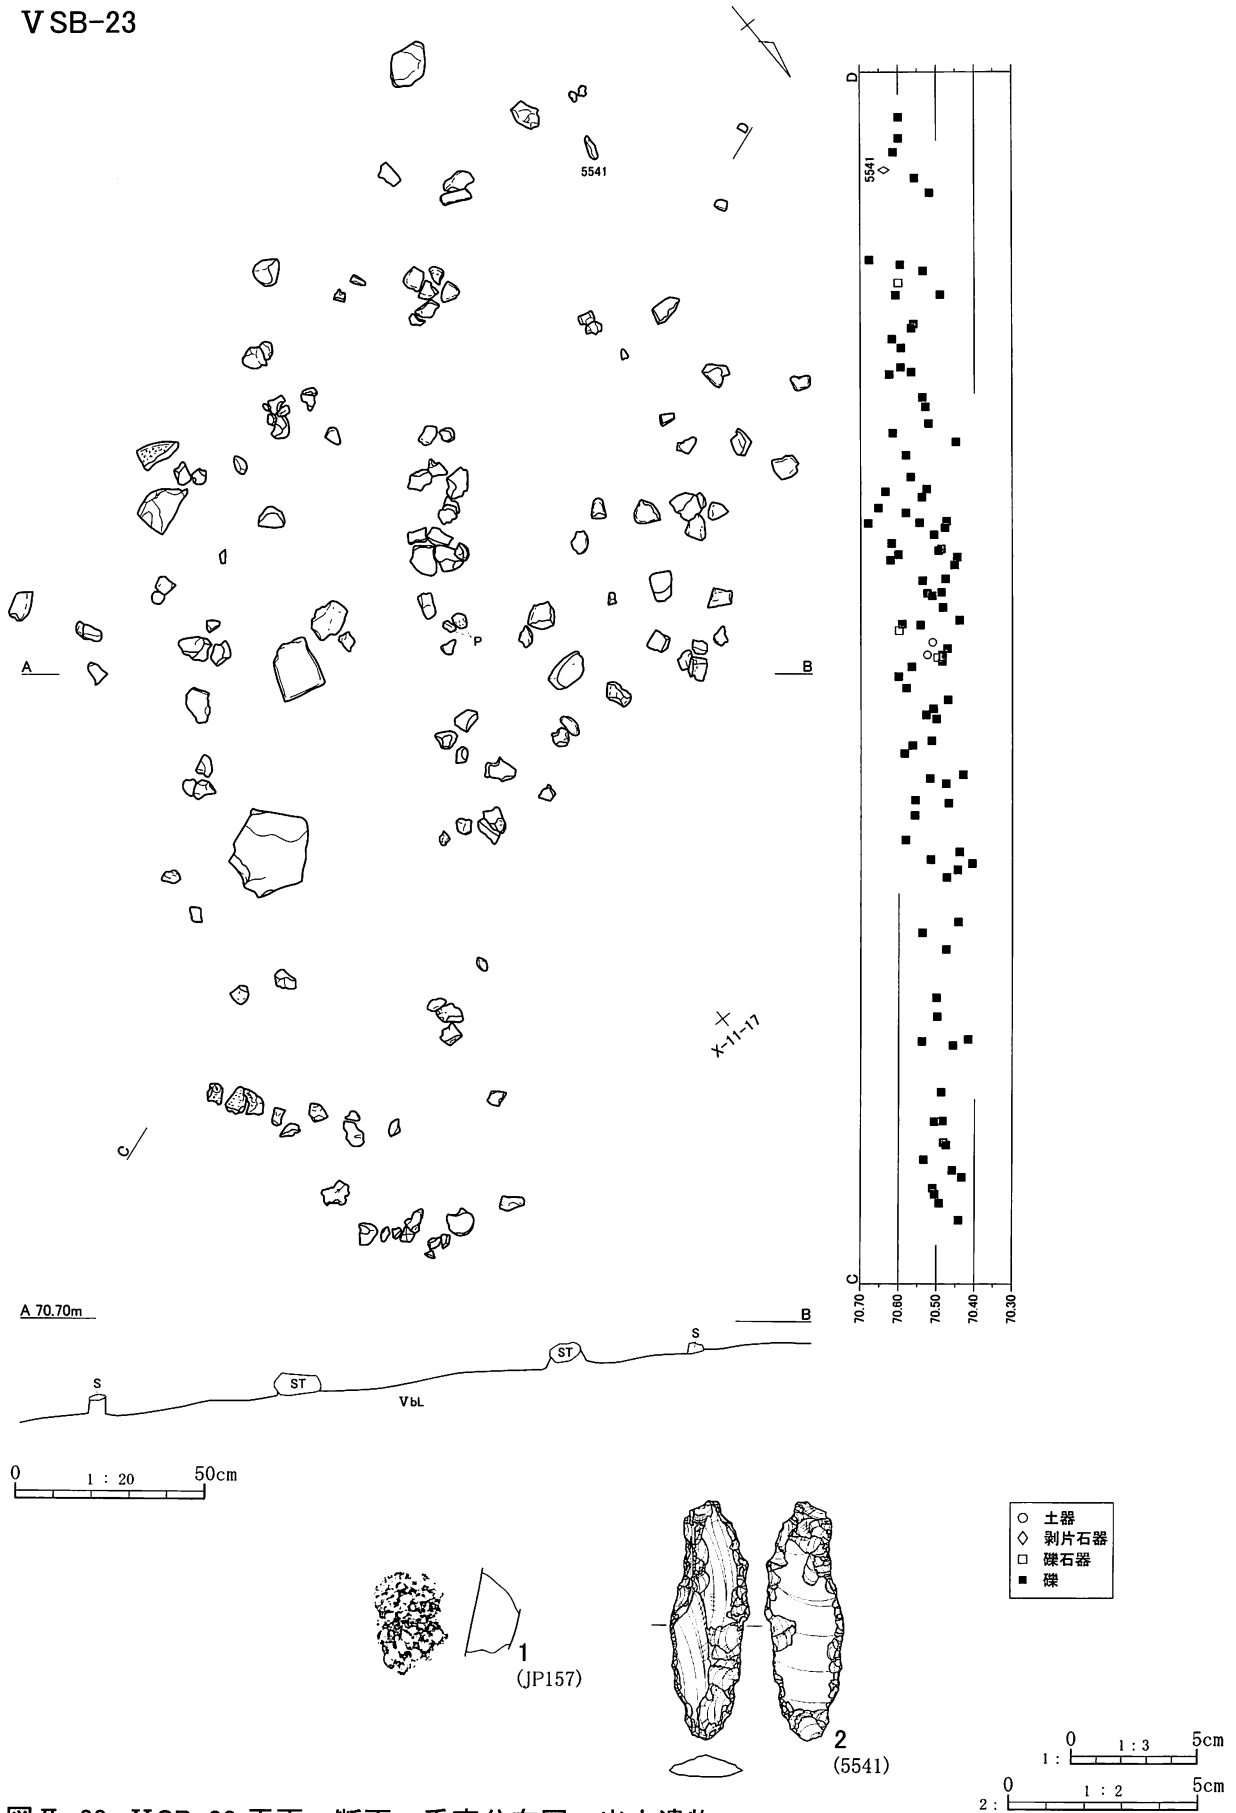 V SB-23
D
5541
P
A
B
X-11-17
C
D
5541
C
70.70
70.60
70.50
70.40
70.30
A 70.70m
B
S
ST
ST
S
VbL
0 1 : 20 50cm
○ 土器
◇ 剥片石器
□ 礫石器
■ 礫
1
(JP157)
2
(5541)
0 1 : 3 5cm
1 :
0 1 : 2 5cm
2 :